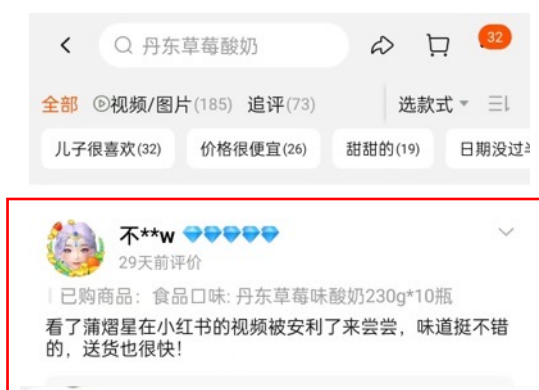 丹东草莓酸奶
32
全部 视频/图片(185) 追评(73) 选款式
儿子很喜欢(32) 价格很便宜(26) 甜甜的(19) 日期没过
不**w
29天前评价
已购商品：食品口味: 丹东草莓味酸奶230g*10瓶
看了蒲熠星在小红书的视频被安利了来尝尝，味道挺不错
的，送货也很快！